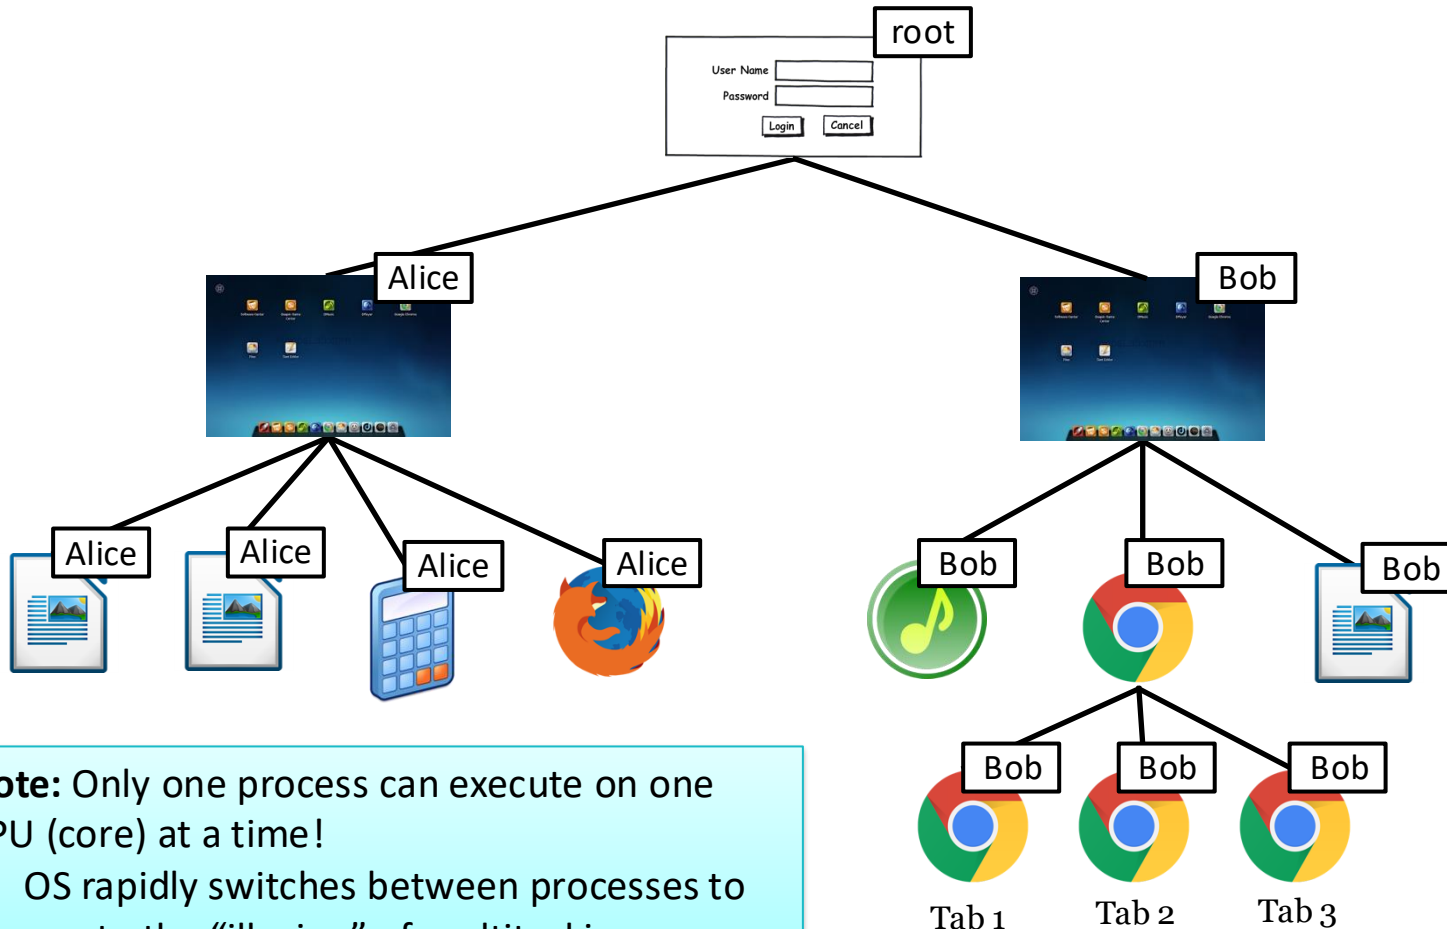 root
User Name
Password
Login Cancel
Alice
Bob
Alice
Alice
Alice
Alice
Bob
Bob
Bob
Bob
Bob
Bob
Tab 1
Tab 2
Tab 3
ote: Only one process can execute on one
PU (core) at a time!
OS rapidly switches between processes to